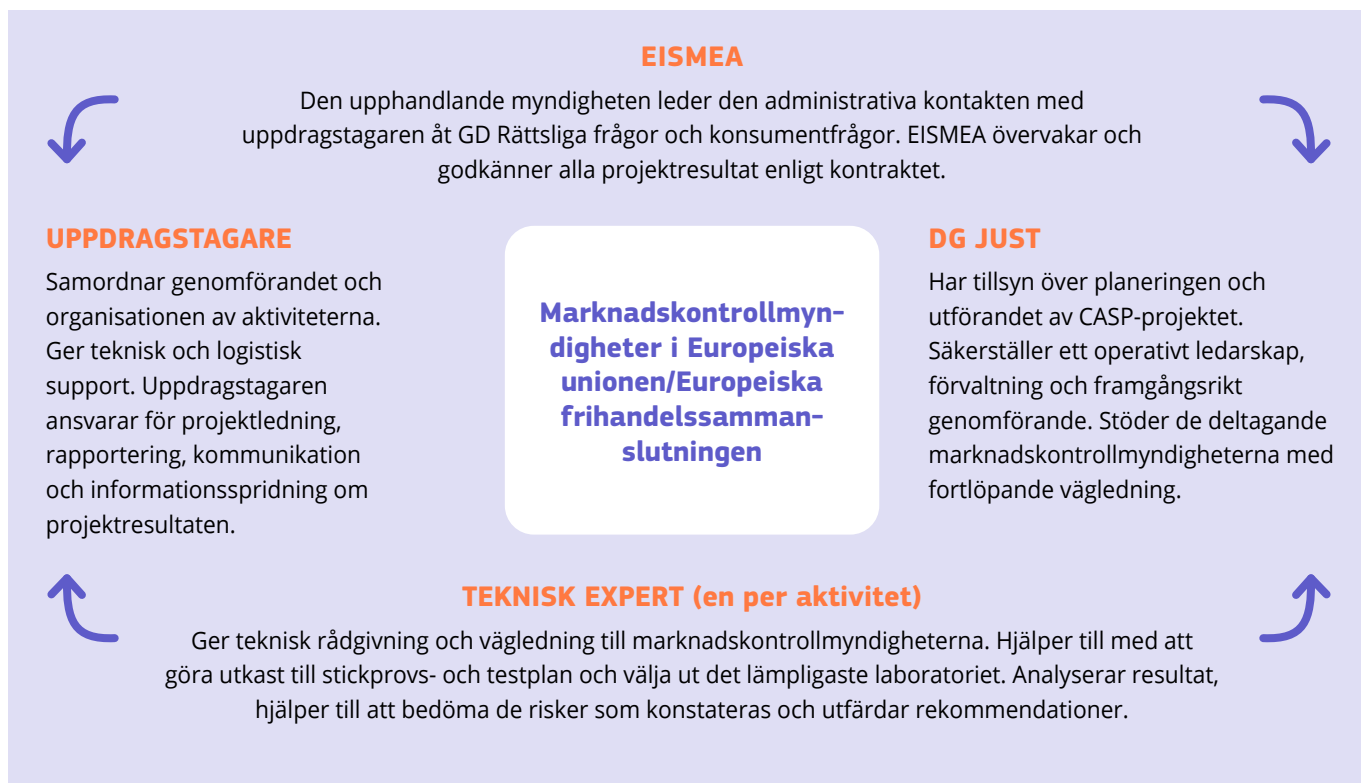 EISMEA
Den upphandlande myndigheten leder den administrativa kontakten med
uppdragstagaren åt GD Rättsliga frågor och konsumentfrågor. EISMEA övervakar och
godkänner alla projektresultat enligt kontraktet.
UPPDRAGSTAGARE
Samordnar genomförandet och
organisationen av aktiviteterna.
Ger teknisk och logistisk
support. Uppdragstagaren
ansvarar för projektledning,
rapportering, kommunikation
och informationsspridning om
projektresultaten.
Marknadskontrollmyn-
digheter i Europeiska
unionen/Europeiska
frihandelssamman-
slutningen
DG JUST
Har tillsyn över planeringen och
utförandet av CASP-projektet.
Säkerställer ett operativt ledarskap,
förvaltning och framgångsrikt
genomförande. Stöder de deltagande
marknadskontrollmyndigheterna med
fortlöpande vägledning.
TEKNISK EXPERT (en per aktivitet)
Ger teknisk rådgivning och vägledning till marknadskontrollmyndigheterna. Hjälper till med att
göra utkast till stickprovs- och testplan och välja ut det lämpligaste laboratoriet. Analyserar resultat,
hjälper till att bedöma de risker som konstateras och utfärdar rekommendationer.